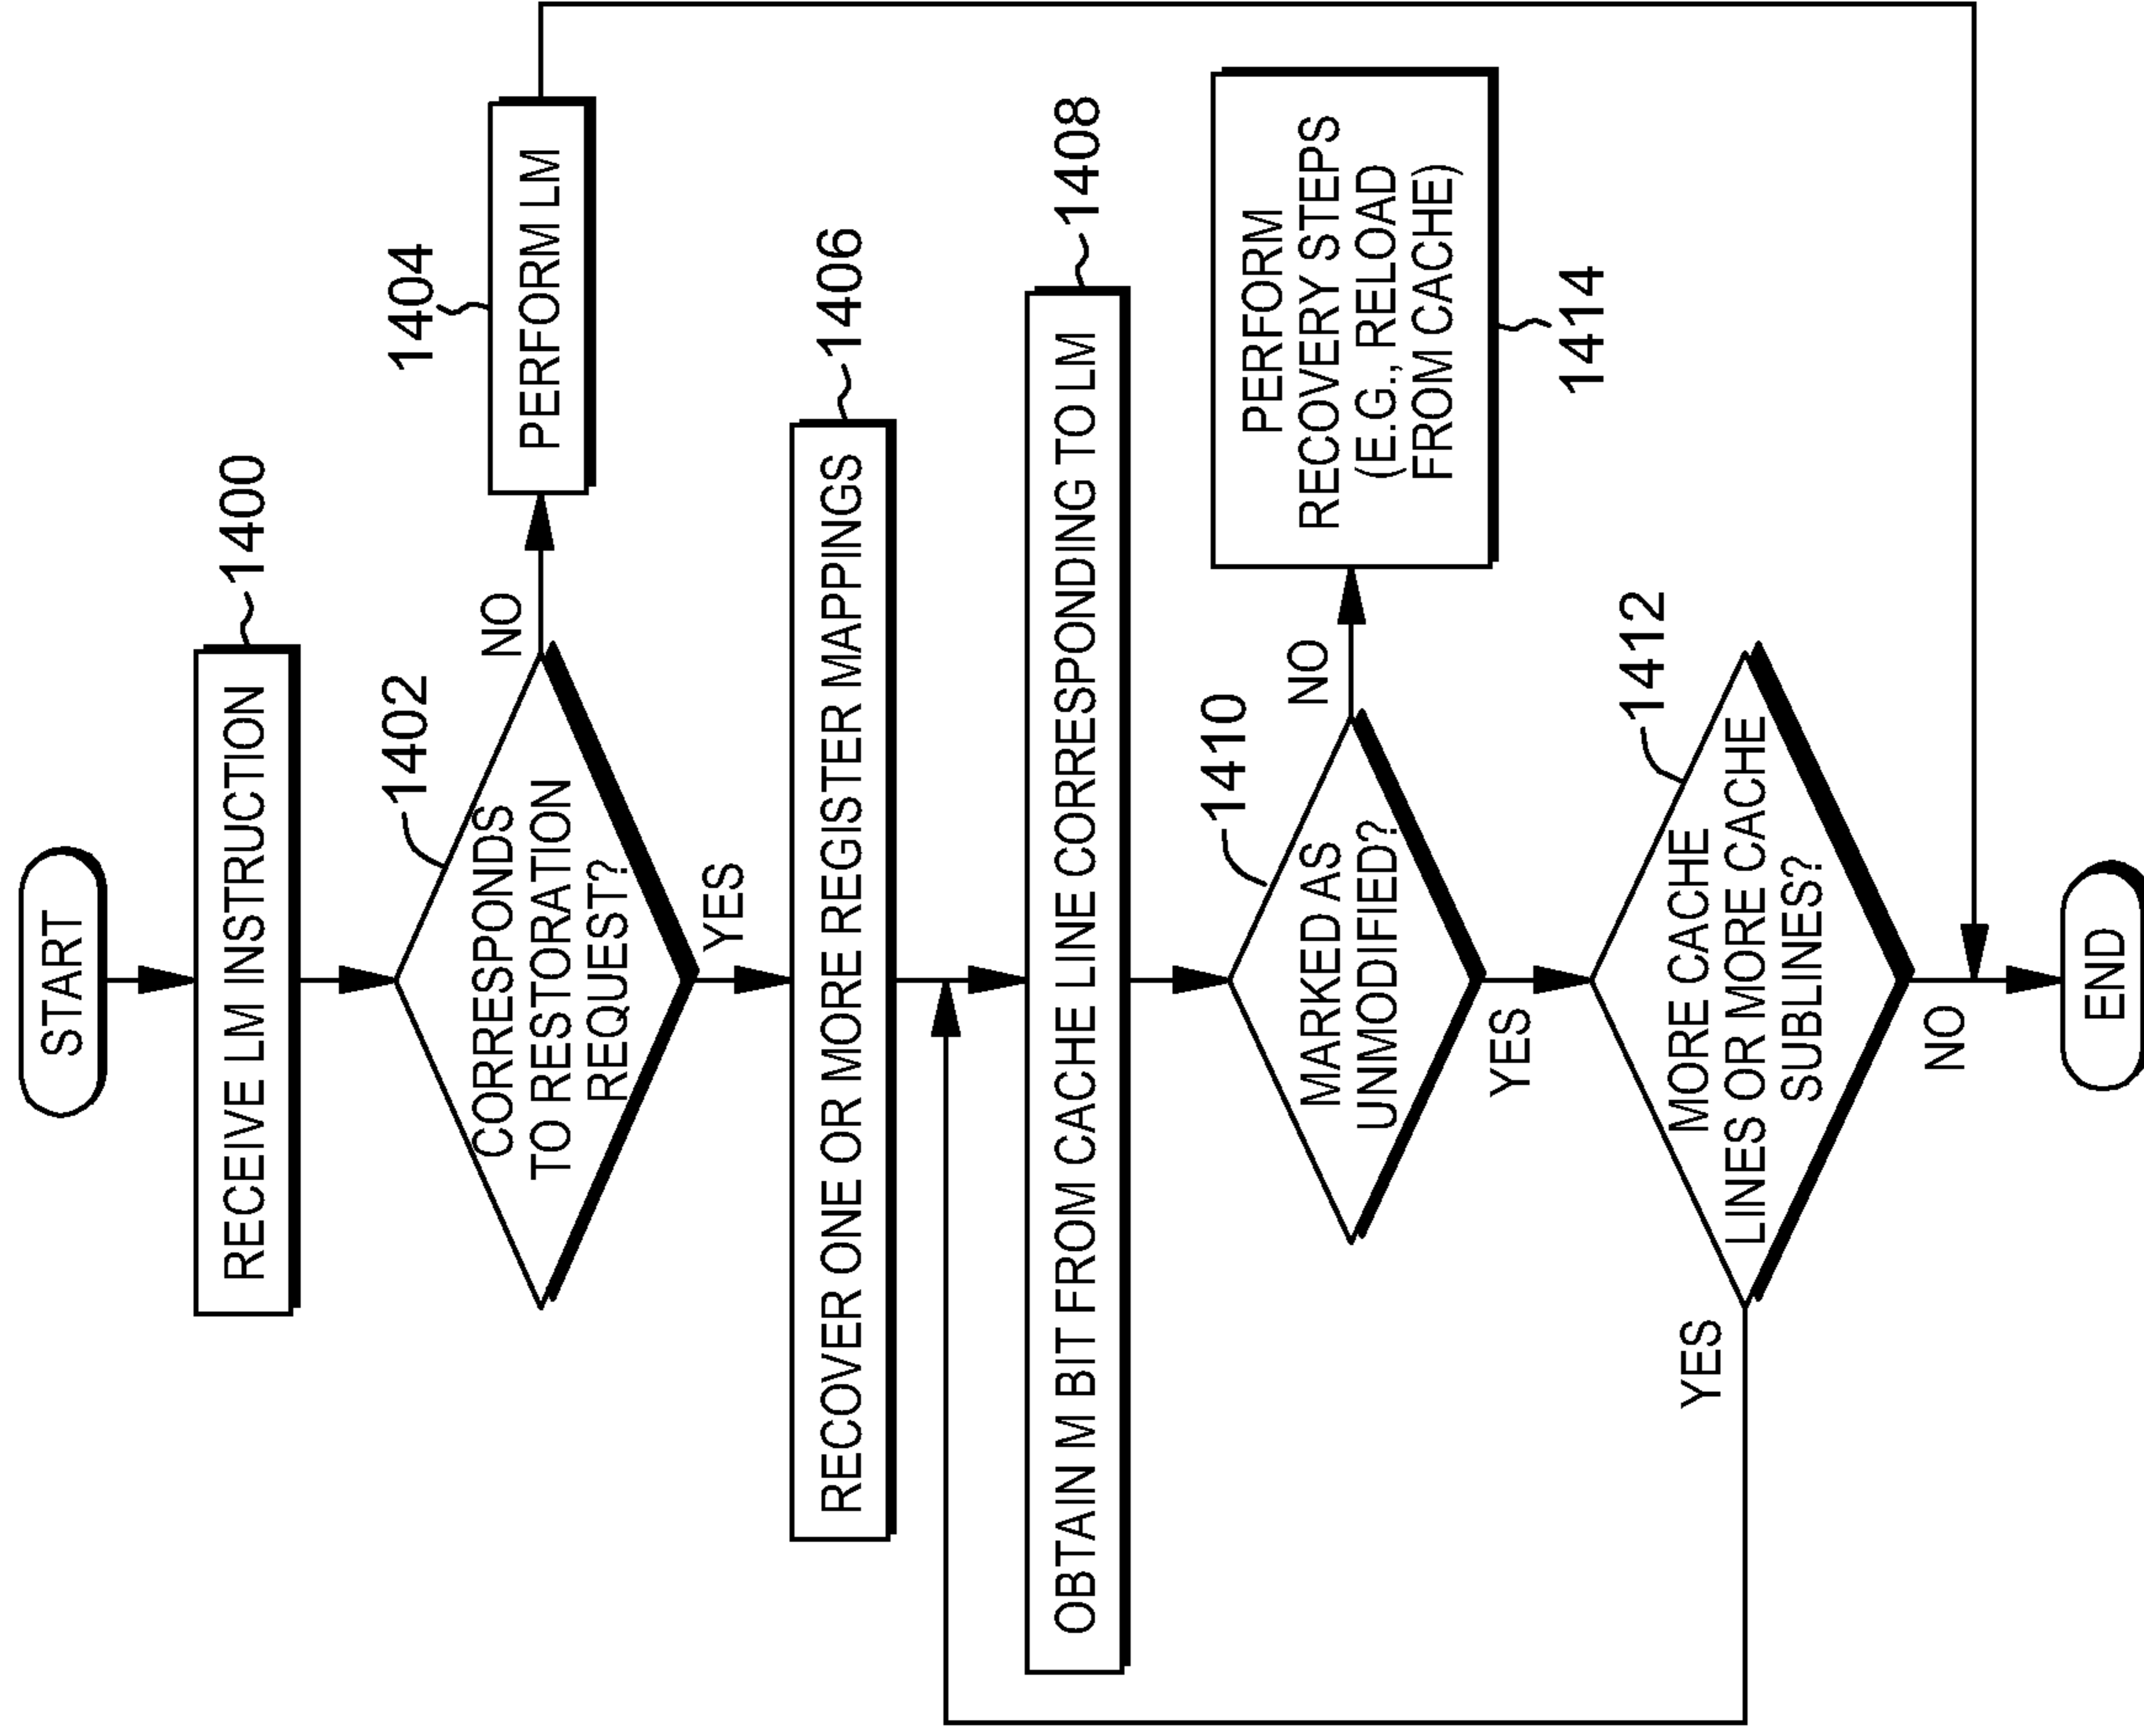 START
RECEIVE LM INSTRUCTION
1400
1402
CORRESPONDS
TO RESTORATION
REQUEST?
NO
1404
PERFORM LM
YES
RECOVER ONE OR MORE REGISTER MAPPINGS
1406
OBTAIN M BIT FROM CACHE LINE CORRESPONDING TO LM
1408
1410
MARKED AS
UNMODIFIED?
NO
PERFORM
RECOVERY STEPS
(E.G., RELOAD
FROM CACHE)
1414
YES
1412
MORE CACHE
LINES OR MORE CACHE
SUBLINES?
YES
NO
END